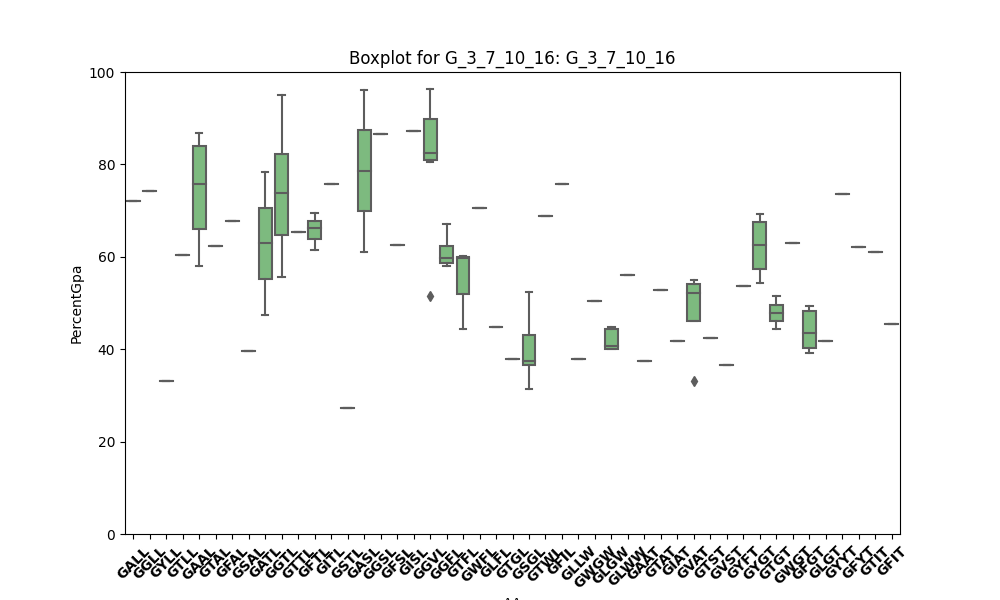 Boxplot for G_3_7_10_16: G_3_7_10_16
PercentGpa
100
80
60
40
20
0
GALL
GGLL
GYLL
GTLL
GAAL
GTAL
GFAL
GSAL
GATL
GGTL
GTTL
GFTL
GITL
GSTL
GASL
GGSL
GFSL
GISL
GGVL
GGFL
GTFL
GWFL
GLFL
GTGL
GSGL
GTWL
GFIL
GLLW
GWGW
GLGW
GLWW
GAAT
GTAT
GIAT
GVAT
GTST
GVST
GYFT
GYGT
GTGT
GWGT
GFGT
GLGT
GYYT
GFYT
GTIT
GFIT